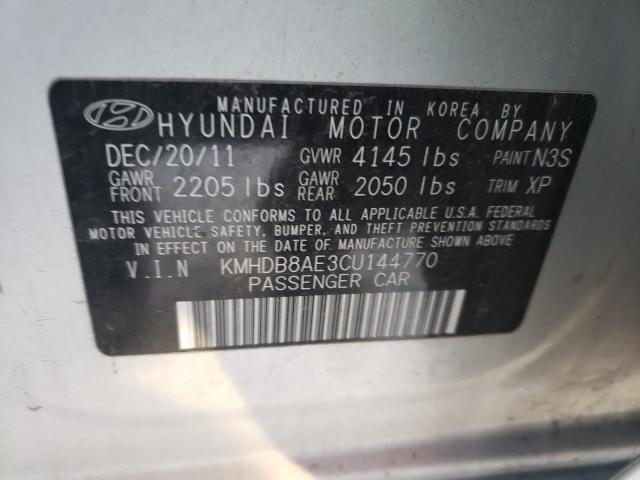 MANUFACTURED IN KOREA BY
HYUNDAI MOTOR COMPANY
DEC/20/11 GVWR 4145 lbs PAINT N3S
GAWR FRONT 2205 lbs GAWR REAR 2050 lbs TRIM XP
THIS VEHICLE CONFORMS TO ALL APPLICABLE U.S.A. FEDERAL
MOTOR VEHICLE SAFETY, BUMPER, AND THEFT PREVENTION STANDARDS
IN EFFECT ON THE DATE OF MANUFACTURE SHOWN ABOVE.
V.I.N KMHDB8AE3CU144770
PASSENGER CAR